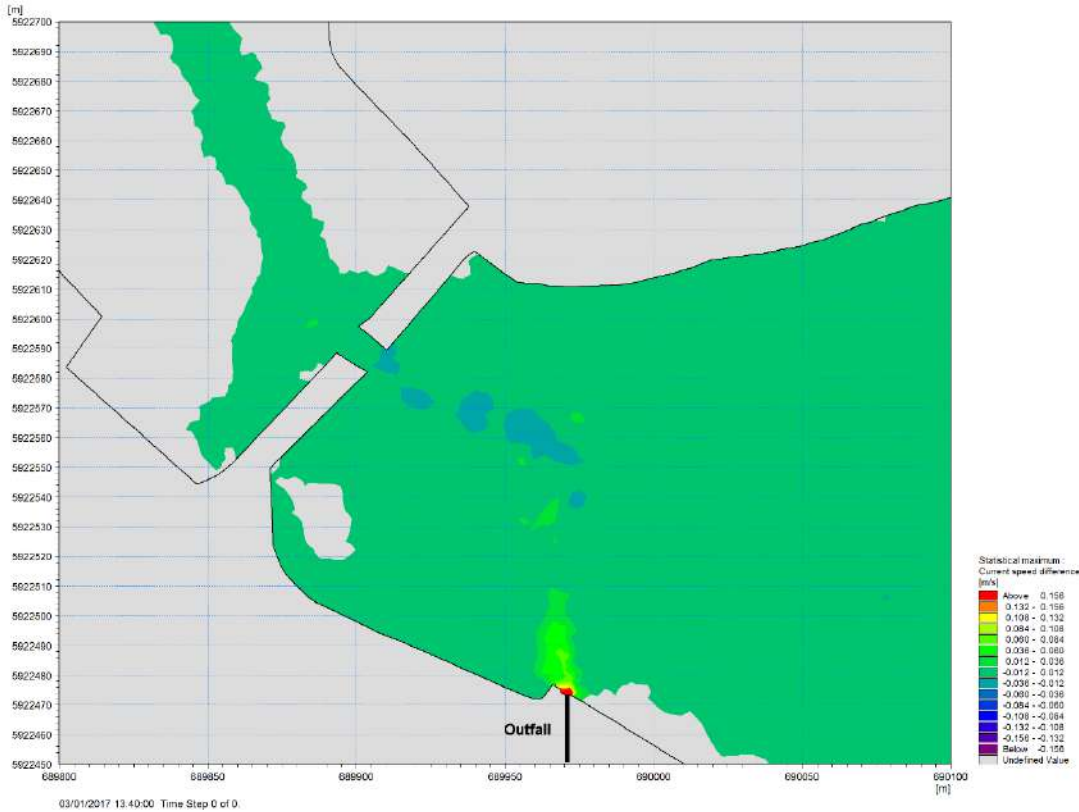 [m]
5922700
5922690
5922680
5922670
5922660
5922650
5922640
5922630
5922620
5922610
5922600
5922590
5922580
5922570
5922560
5922550
5922540
5922530
5922520
5922510
5922500
5922490
5922480
5922470
5922460
5922450
Outfall
689800 689850 689900 689950 690000 690050 690100
[m]
Statistical maximum :
Current speed difference
[m/s]
Above 0.156
0.132 - 0.156
0.108 - 0.132
0.084 - 0.108
0.060 - 0.084
0.036 - 0.060
0.012 - 0.036
-0.012 - 0.012
-0.036 - -0.012
-0.060 - -0.036
-0.084 - -0.060
-0.108 - -0.084
-0.132 - -0.108
-0.156 - -0.132
Below -0.156
Undefined Value
03/01/2017 13:40:00 Time Step 0 of 0.